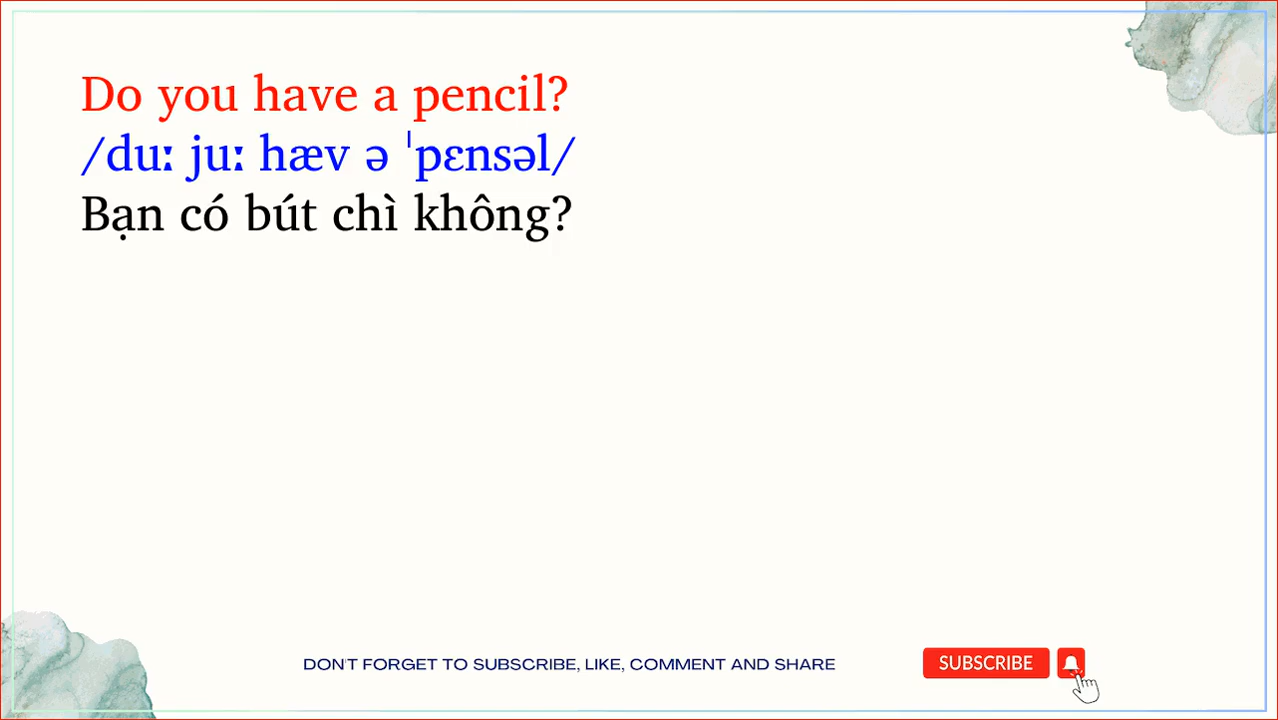 Do you have a pencil?
/duː juː hæv ə ˈpɛnsəl/
Bạn có bút chì không?
DON'T FORGET TO SUBSCRIBE, LIKE, COMMENT AND SHARE
SUBSCRIBE